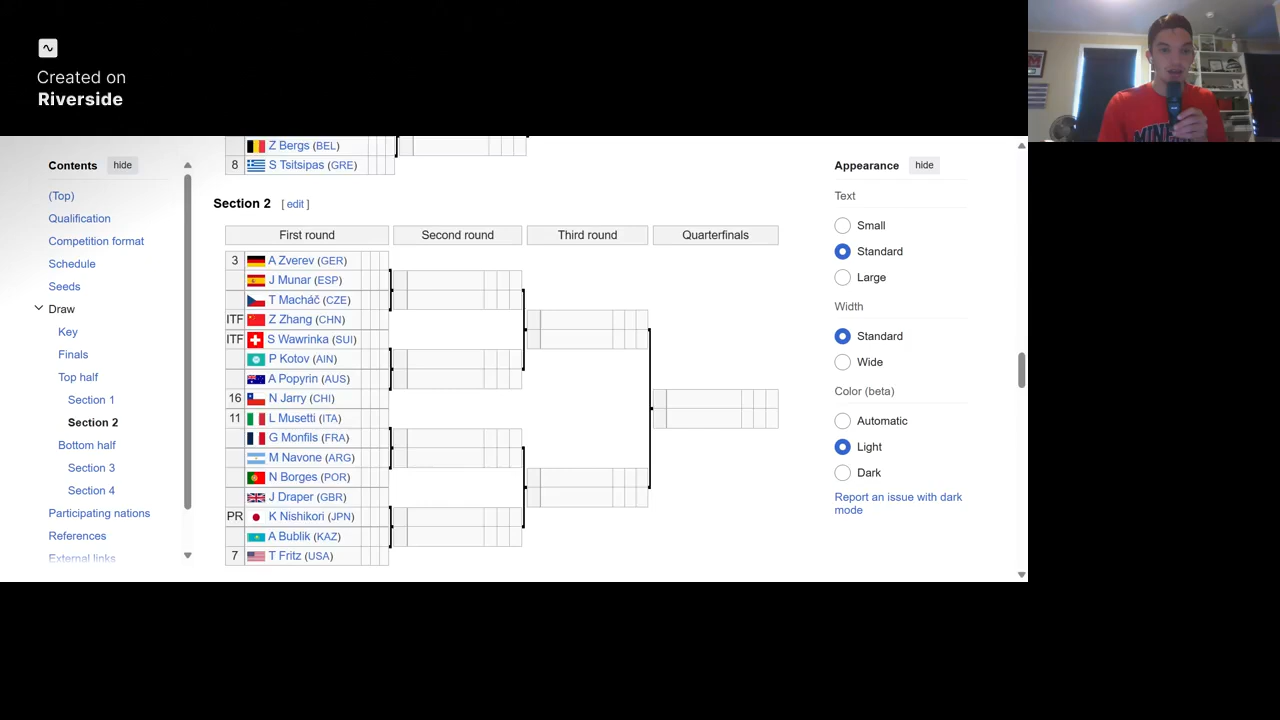 Created on
Riverside
Contents hide
(Top)
Qualification
Competition format
Schedule
Seeds
Draw
Key
Finals
Top half
Section 1
Section 2
Bottom half
Section 3
Section 4
Participating nations
References
External links
Z Bergs (BEL)
8 S Tsitsipas (GRE)
Section 2 [ edit ]
First round Second round Third round Quarterfinals
3 A Zverev (GER)
J Munar (ESP)
T Macháč (CZE)
ITF Z Zhang (CHN)
ITF S Wawrinka (SUI)
P Kotov (AIN)
A Popyrin (AUS)
16 N Jarry (CHI)
11 L Musetti (ITA)
G Monfils (FRA)
M Navone (ARG)
N Borges (POR)
J Draper (GBR)
PR K Nishikori (JPN)
A Bublik (KAZ)
7 T Fritz (USA)
Appearance hide
Text
Small
Standard
Large
Width
Standard
Wide
Color (beta)
Automatic
Light
Dark
Report an issue with dark
mode